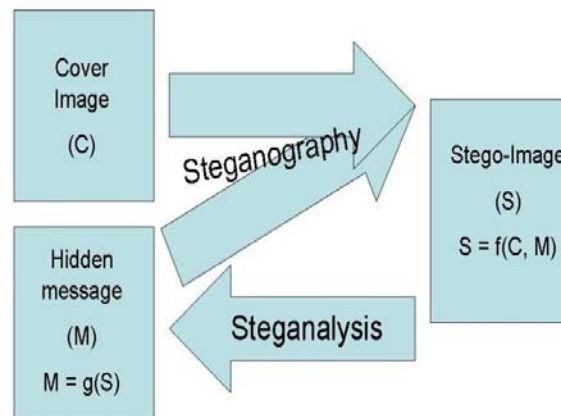 Cover
Image
(C)
Steganography
Stego-Image
(S)
S = f(C, M)
Hidden
message
(M)
M = g(S)
Steganalysis